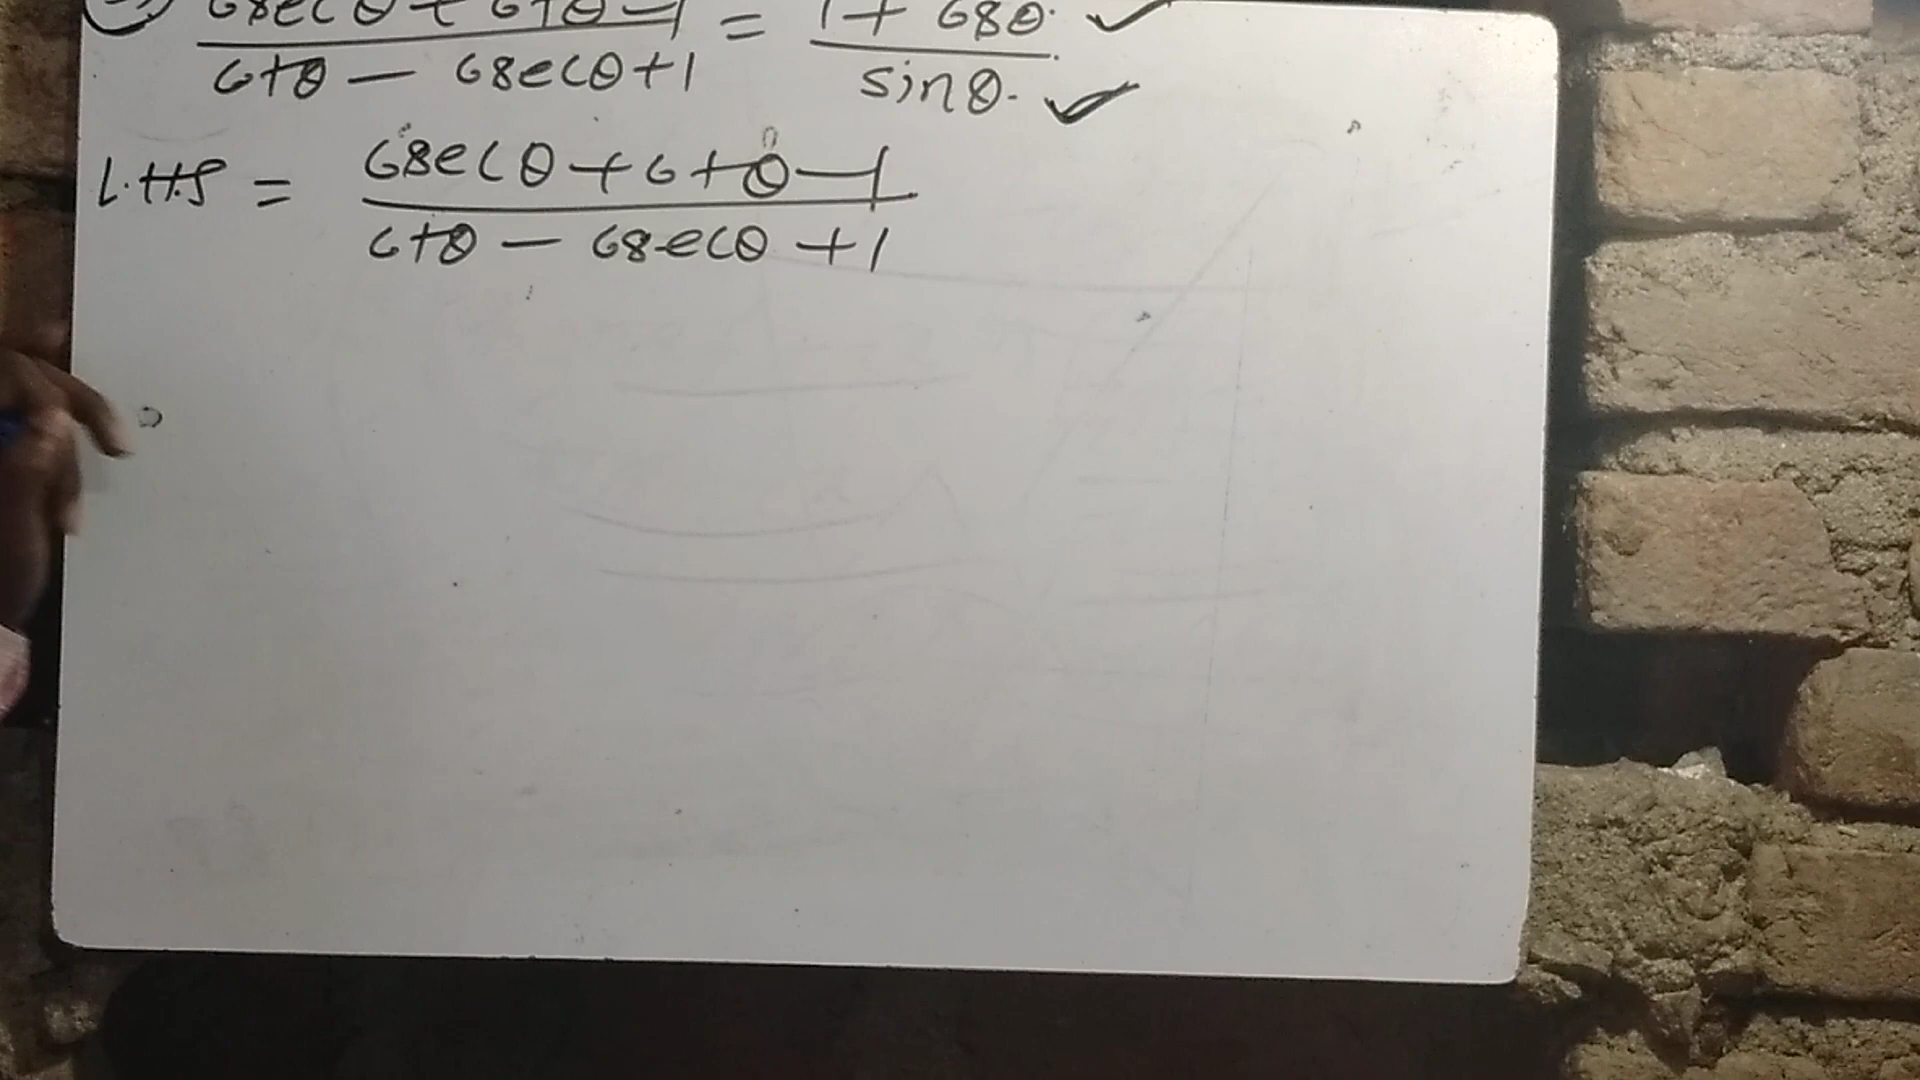 cosecθ + cotθ - 1 / cotθ - cosecθ + 1 = 1 + cosθ. / sinθ.
L.H.S = cosecθ + cotθ - 1 / cotθ - cosecθ + 1